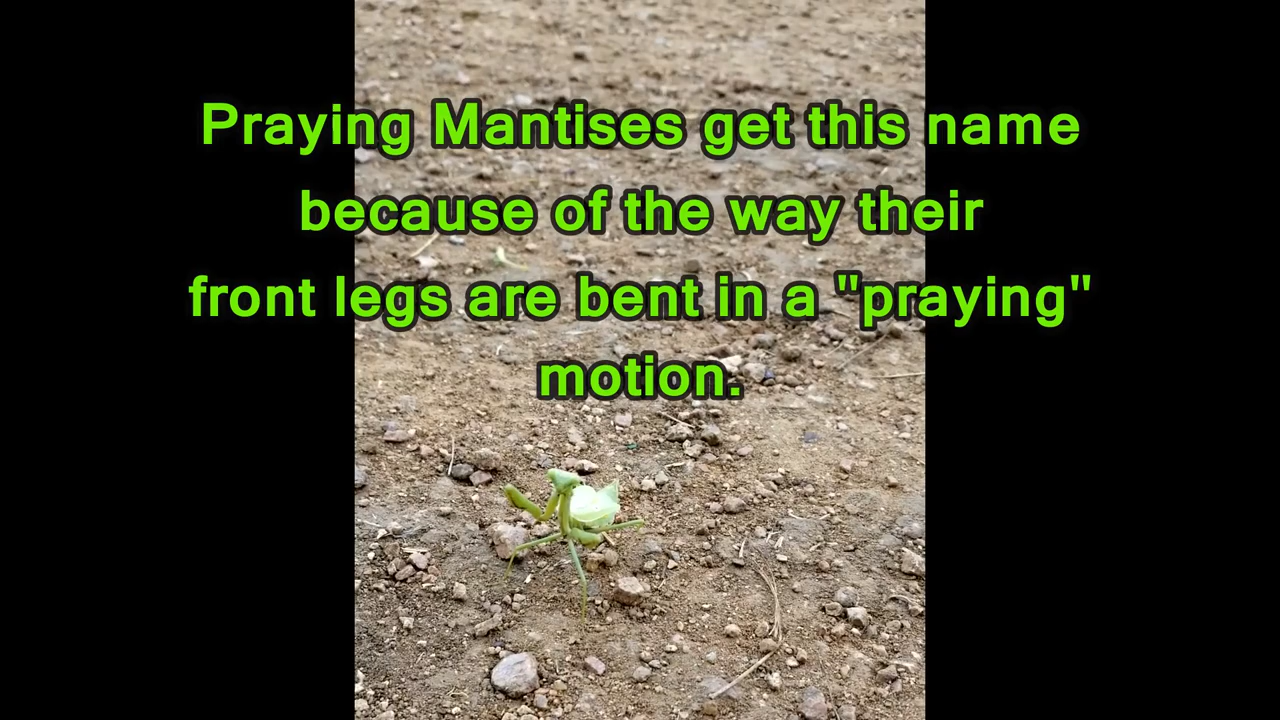 Praying Mantises get this name
because of the way their
front legs are bent in a "praying"
motion.